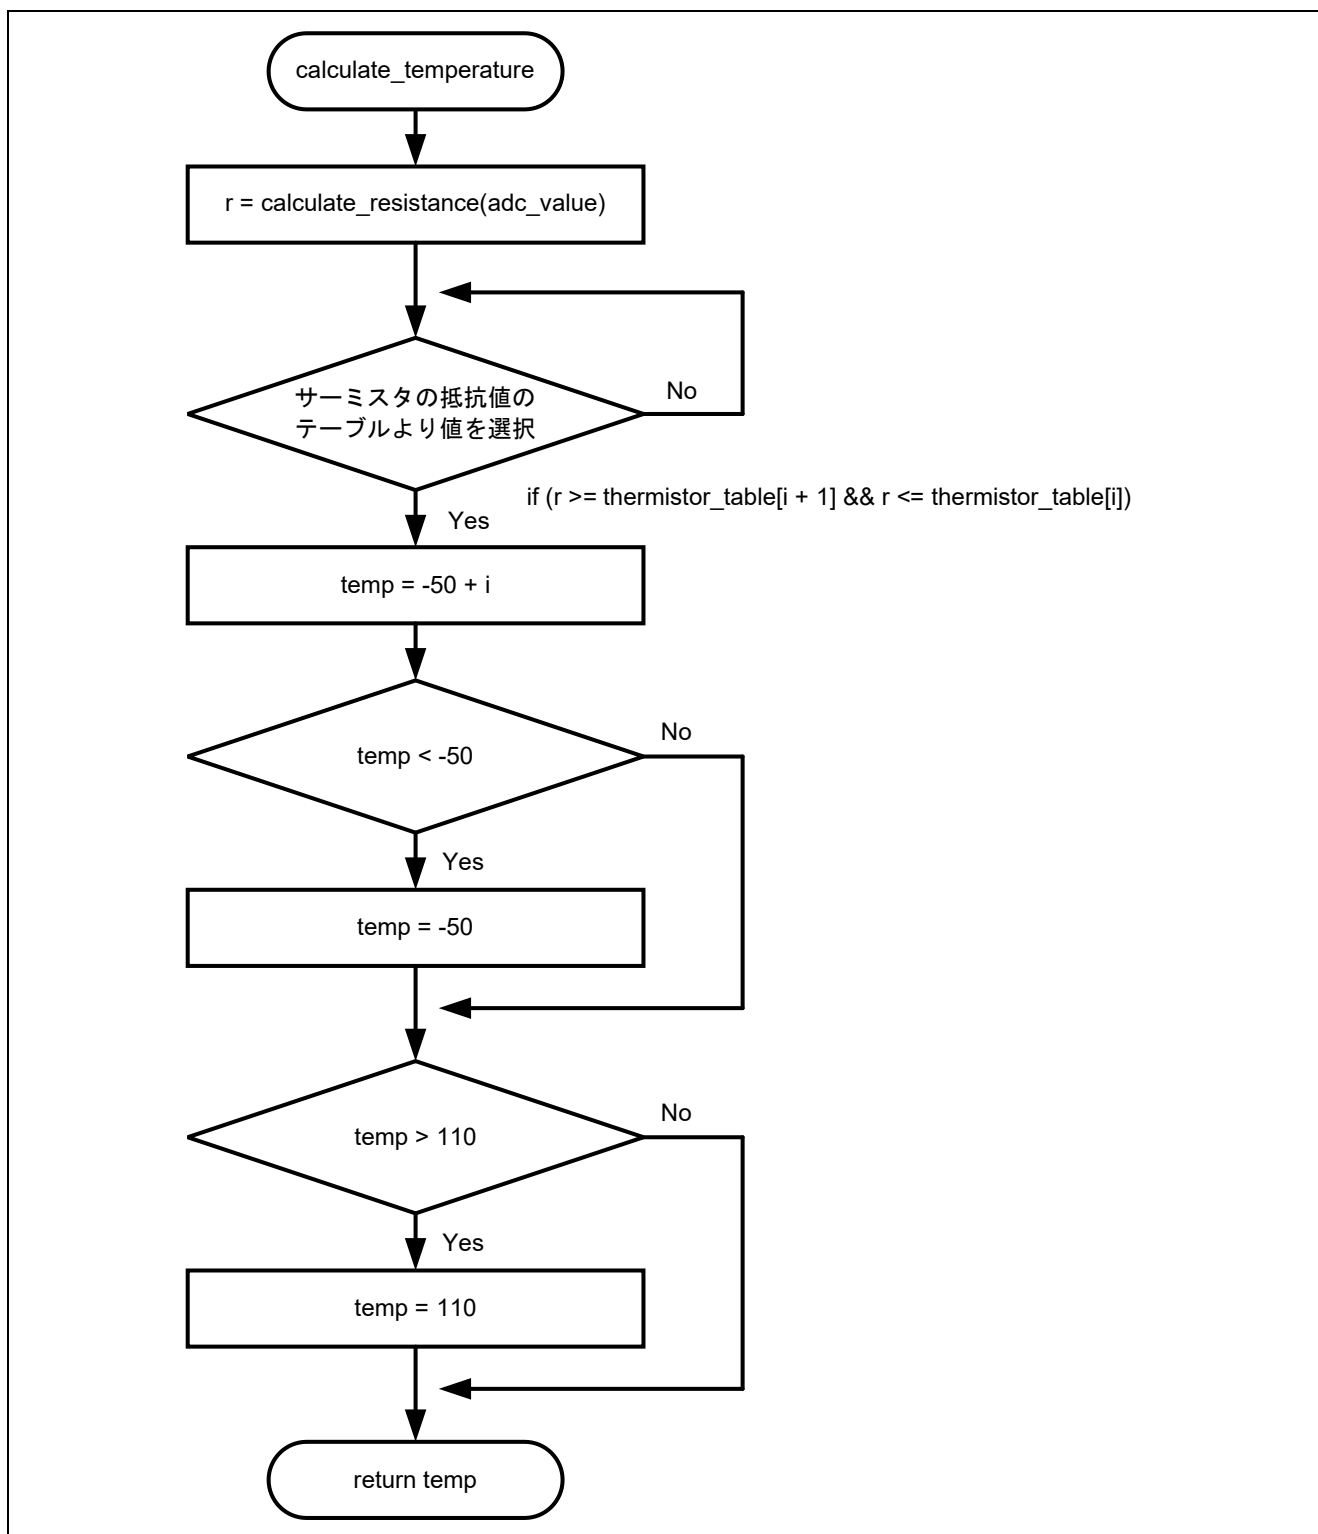 calculate_temperature
r = calculate_resistance(adc_value)
サーミスタの抵抗値の
テーブルより値を選択
No
if (r >= thermistor_table[i + 1] && r <= thermistor_table[i])
Yes
temp = -50 + i
No
temp < -50
Yes
temp = -50
No
temp > 110
Yes
temp = 110
return temp